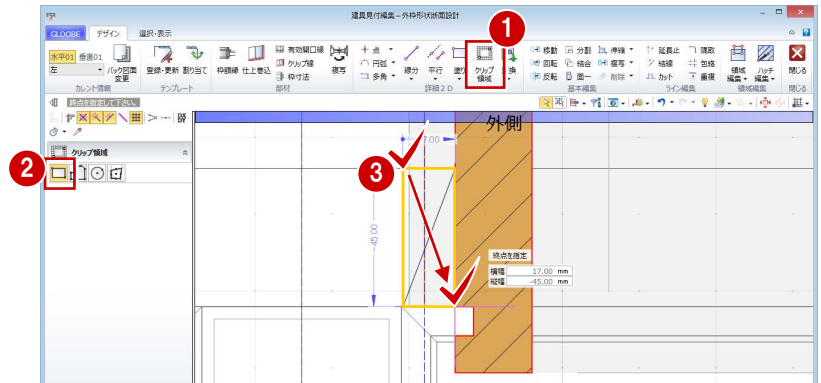 建具見付編集－外枠形状断面設計
GLOOBE デザイン 選択・表示
水平01 垂直01
左
バック図面
変更
カレント情報
登録・更新 割り当て
テンプレート
枠額縁 仕上巻込
有効開口線
クリップ線
枠寸法
複写
部材
点
円弧
多角
線分
平行
塗り
クリップ
領域
詳細２Ｄ
移動 分割 伸縮
回転 結合 複写
反転 面一 削除
基本編集
延長止 隅取
結線 包絡
カット 重複
ライン編集
領域
編集
ハッチ
編集
領域編集
閉じる
閉じる
1
終点を指定して下さい。
クリップ領域
2
外側
3
-45.00
終点を指定
横幅 17.00 mm
縦幅 -45.00 mm